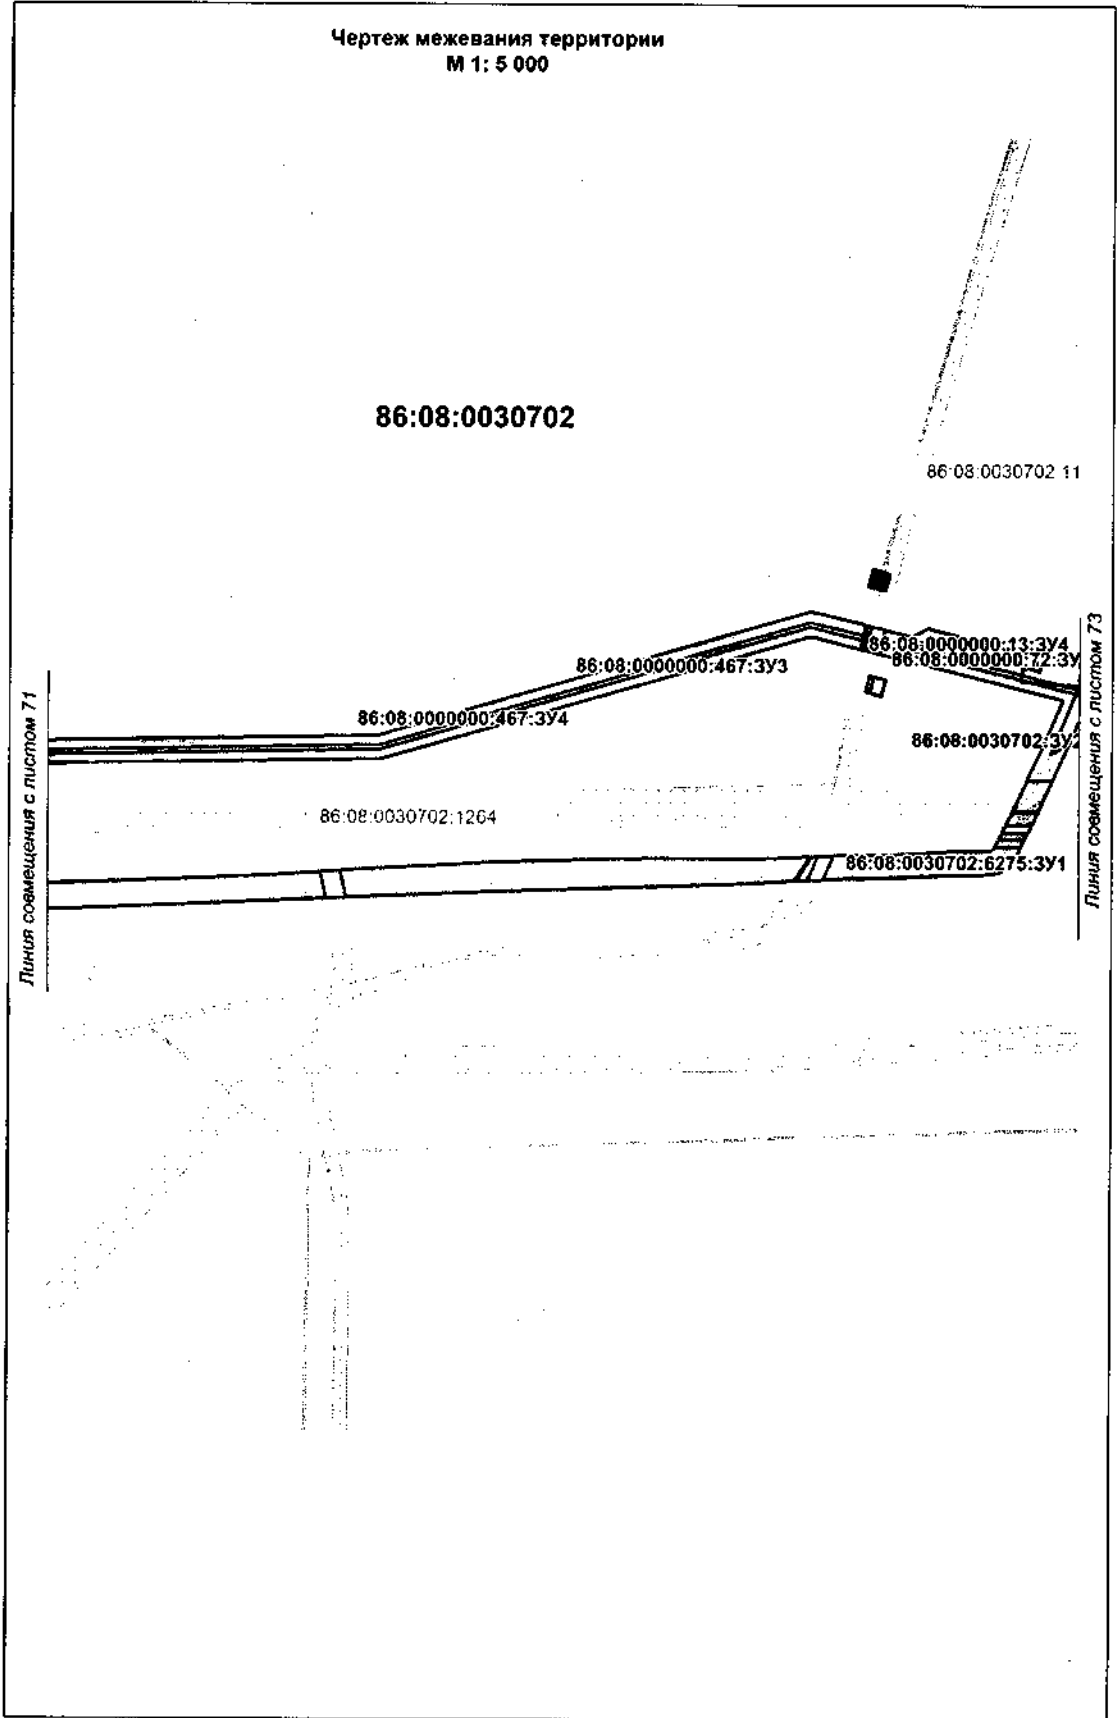 Чертеж межевания территории
М 1: 5 000
86:08:0030702
86:08:0030702:11
86:08:0000000:13:ЗУ4
86:08:0000000:72:ЗУ
86:08:0000000:467:ЗУ3
86:08:0000000:467:ЗУ4
86:08:0030702:ЗУ2
86:08:0030702:1264
86:08:0030702:6275:ЗУ1
Линия совмещения с листом 71
Линия совмещения с листом 73